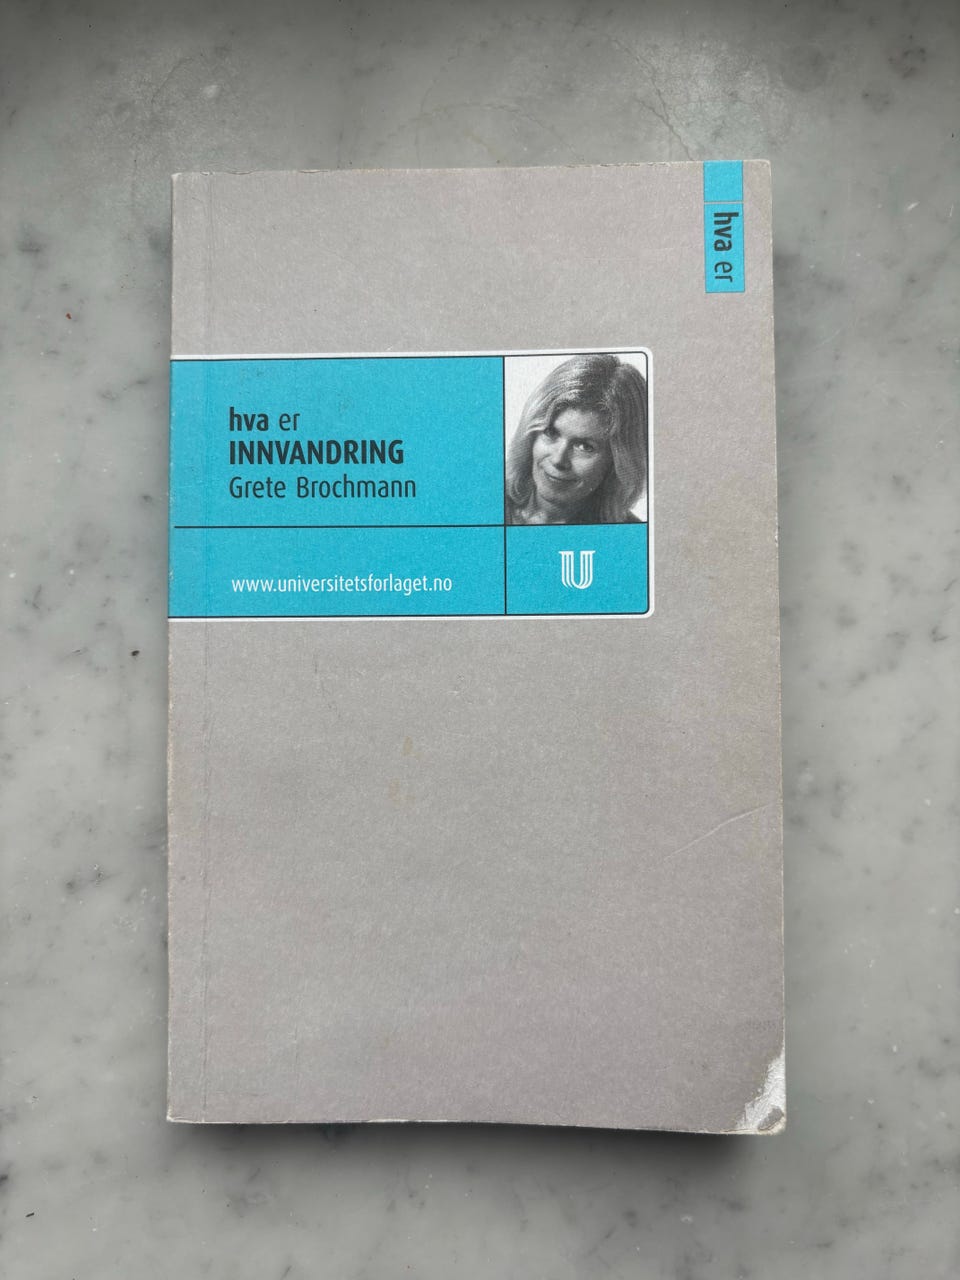 hva er
hva er
INNVANDRING
Grete Brochmann
www.universitetsforlaget.no
U